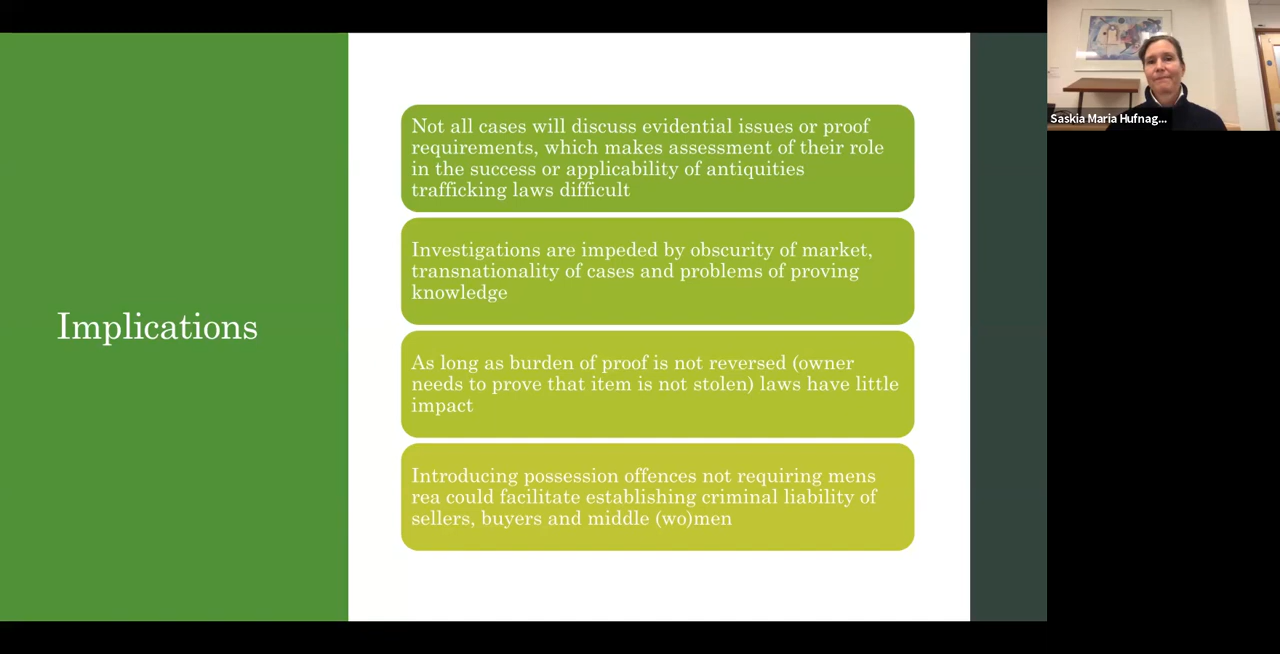 Implications
Not all cases will discuss evidential issues or proof
requirements, which makes assessment of their role
in the success or applicability of antiquities
trafficking laws difficult
Investigations are impeded by obscurity of market,
transnationality of cases and problems of proving
knowledge
As long as burden of proof is not reversed (owner
needs to prove that item is not stolen) laws have little
impact
Introducing possession offences not requiring mens
rea could facilitate establishing criminal liability of
sellers, buyers and middle (wo)men
Saskia Maria Hufnag...